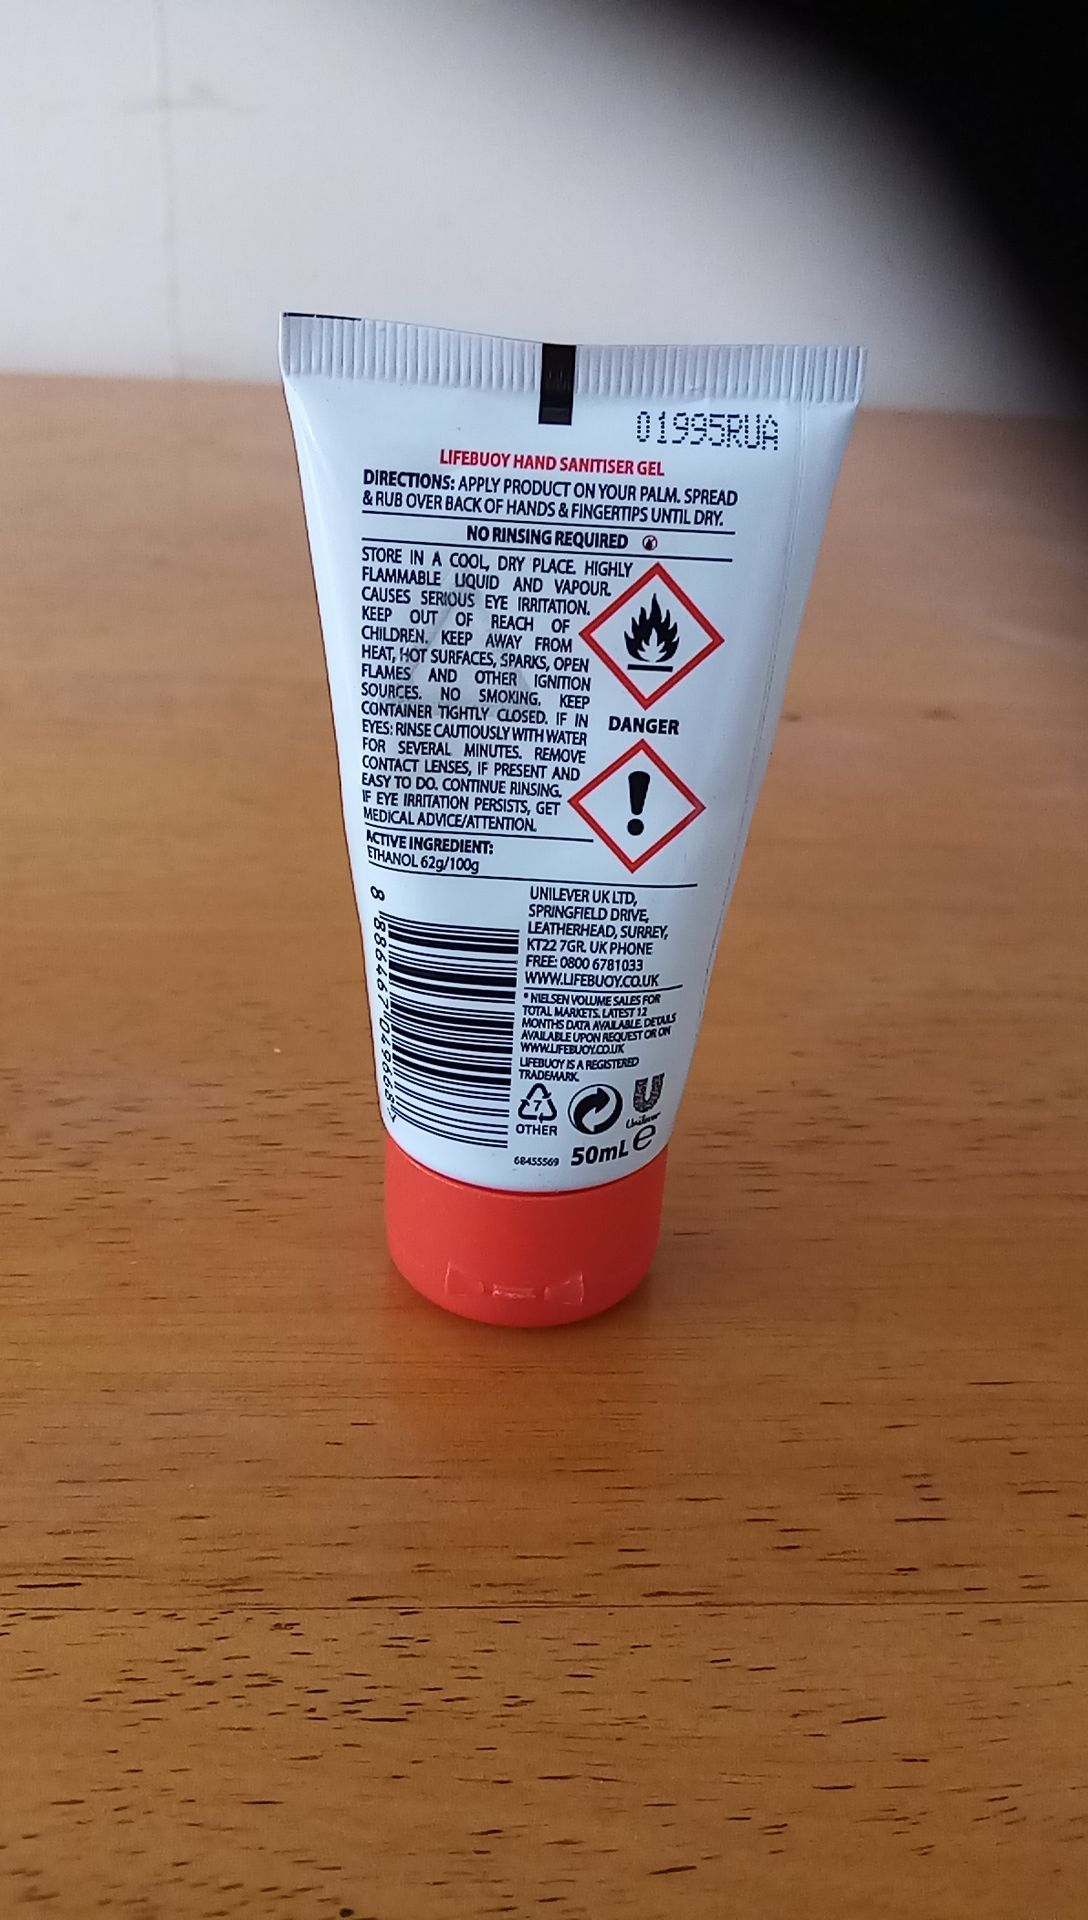 01995RUA
LIFEBUOY HAND SANITISER GEL
DIRECTIONS: APPLY PRODUCT ON YOUR PALM. SPREAD
& RUB OVER BACK OF HANDS & FINGERTIPS UNTIL DRY.
NO RINSING REQUIRED
STORE IN A COOL, DRY PLACE. HIGHLY
FLAMMABLE LIQUID AND VAPOUR.
CAUSES SERIOUS EYE IRRITATION.
KEEP OUT OF REACH OF
CHILDREN. KEEP AWAY FROM
HEAT, HOT SURFACES, SPARKS, OPEN
FLAMES AND OTHER IGNITION
SOURCES. NO SMOKING. KEEP
CONTAINER TIGHTLY CLOSED. IF IN
EYES: RINSE CAUTIOUSLY WITH WATER
FOR SEVERAL MINUTES. REMOVE
CONTACT LENSES, IF PRESENT AND
EASY TO DO. CONTINUE RINSING.
IF EYE IRRITATION PERSISTS, GET
MEDICAL ADVICE/ATTENTION.
DANGER
ACTIVE INGREDIENT:
ETHANOL 62g/100g
8 886467 049668
UNILEVER UK LTD,
SPRINGFIELD DRIVE,
LEATHERHEAD, SURREY,
KT22 7GR. UK PHONE
FREE: 0800 6781033
WWW.LIFEBUOY.CO.UK
* NIELSEN VOLUME SALES FOR
TOTAL MARKETS. LATEST 12
MONTHS DATA AVAILABLE. DETAILS
AVAILABLE UPON REQUEST OR ON
WWW.LIFEBUOY.CO.UK
LIFEBUOY IS A REGISTERED
TRADEMARK.
7
OTHER
Unilever
68455569
50mL e